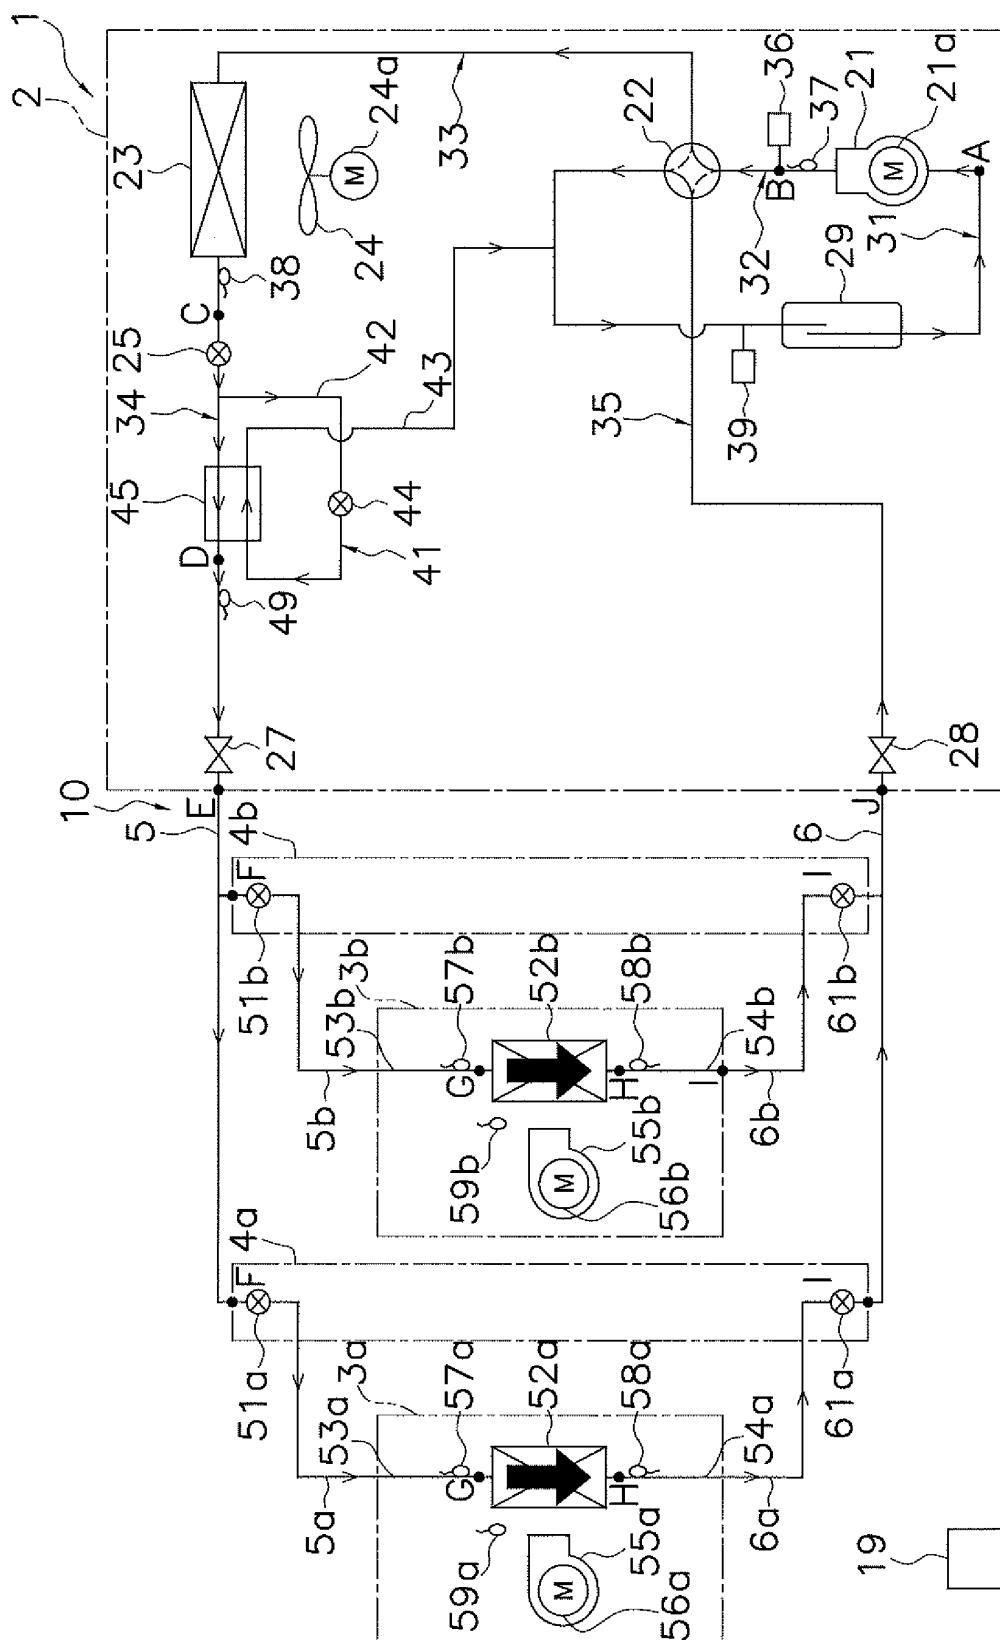 1
2
23
24a
M
24
33
38
C
25
34
42
43
45
44
D
41
49
27
22
36
37
B
32
21
21a
M
A
31
29
39
35
28
10
E
5
4b
J
6
F
51b
I
61b
53b
3b
57b
52b
58b
54b
G
H
I
5b
6b
59b
M
55b
56b
4a
F
51a
I
61a
53a
3a
57a
52a
58a
54a
G
H
5a
6a
59a
M
55a
56a
19